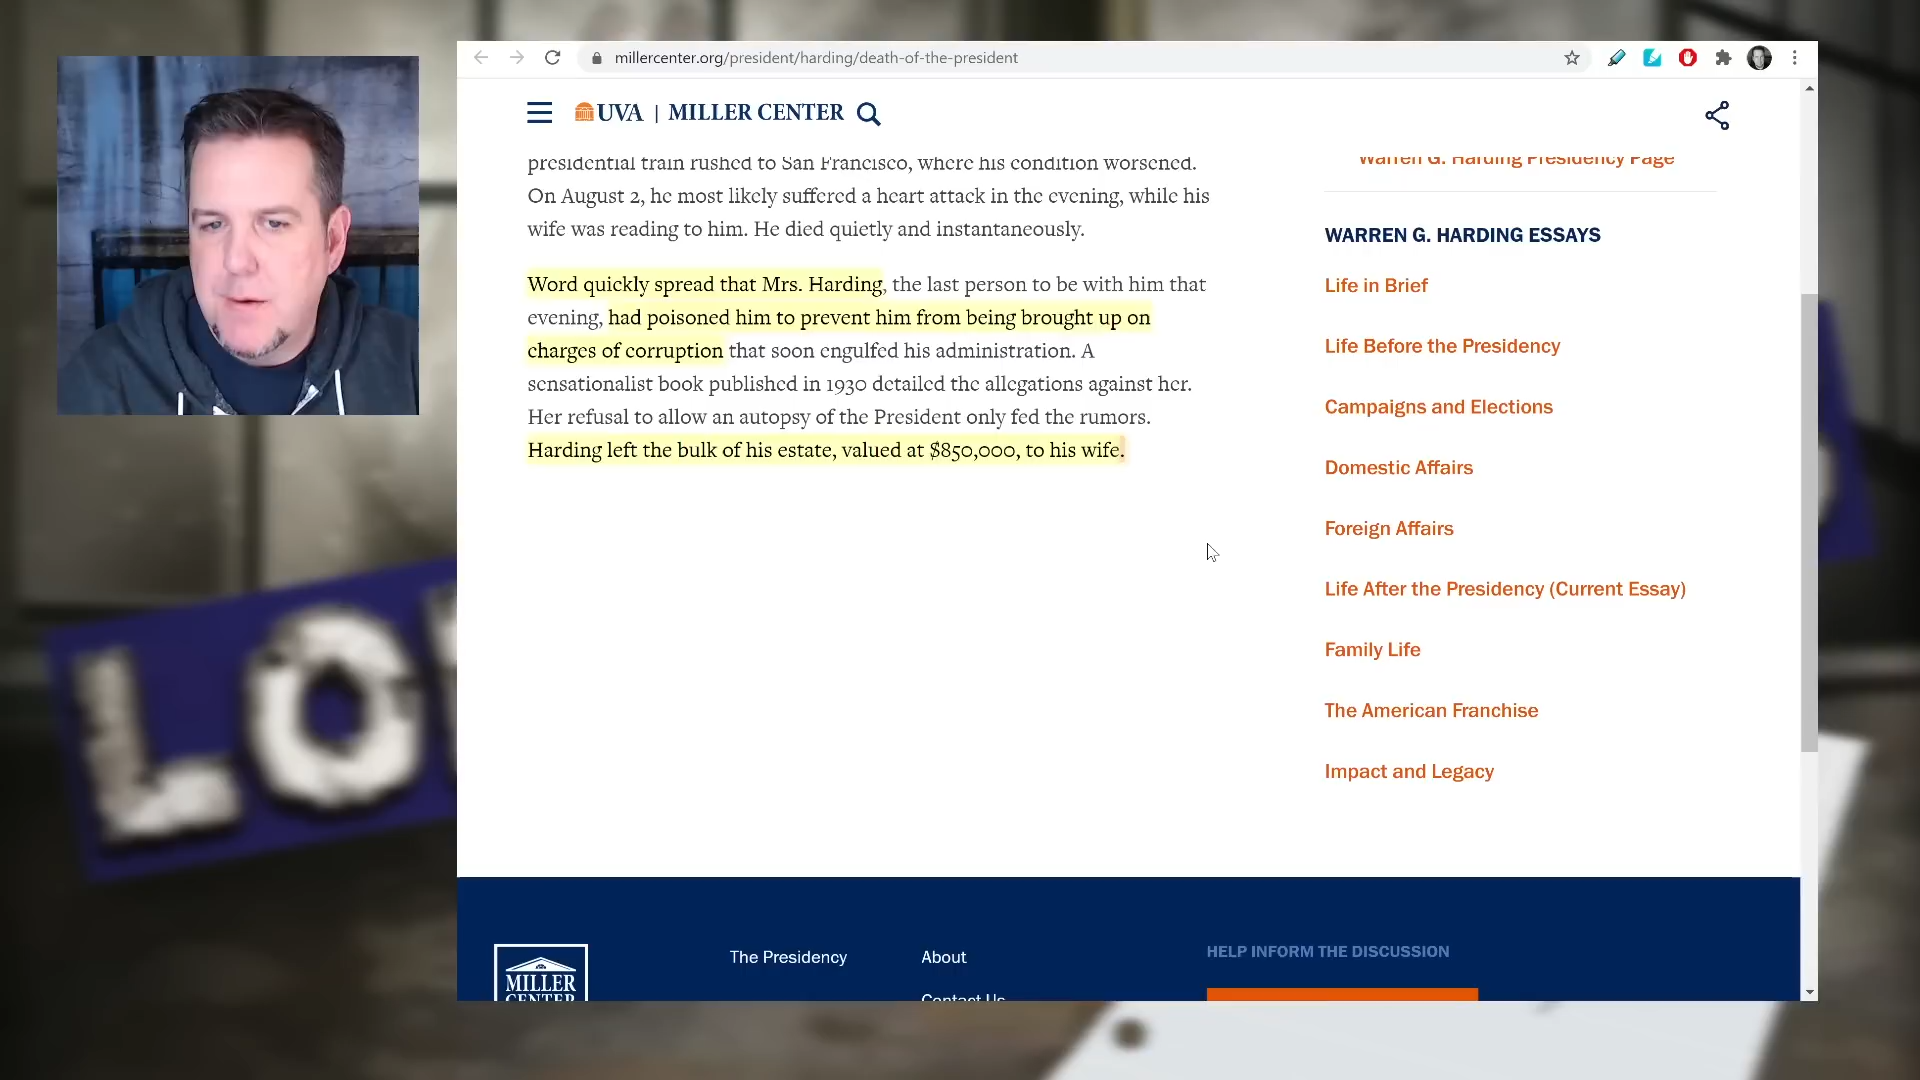 LO
millercenter.org/president/harding/death-of-the-president
UVA | MILLER CENTER
presidential train rushed to San Francisco, where his condition worsened.
On August 2, he most likely suffered a heart attack in the evening, while his
wife was reading to him. He died quietly and instantaneously.
Word quickly spread that Mrs. Harding, the last person to be with him that
evening, had poisoned him to prevent him from being brought up on
charges of corruption that soon engulfed his administration. A
sensationalist book published in 1930 detailed the allegations against her.
Her refusal to allow an autopsy of the President only fed the rumors.
Harding left the bulk of his estate, valued at $850,000, to his wife.
Warren G. Harding Presidency Page
WARREN G. HARDING ESSAYS
Life in Brief
Life Before the Presidency
Campaigns and Elections
Domestic Affairs
Foreign Affairs
Life After the Presidency (Current Essay)
Family Life
The American Franchise
Impact and Legacy
MILLER
CENTER
The Presidency
About
Contact Us
HELP INFORM THE DISCUSSION